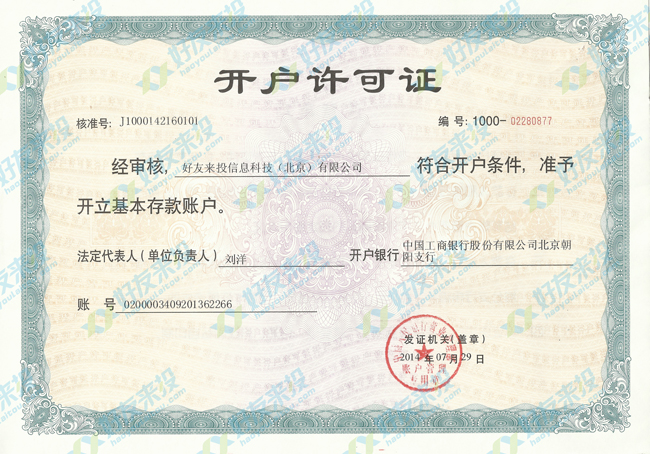 开户许可证
核准号: J1000142160101 编 号: 1000- 02280877
经审核, 好友来投信息科技（北京）有限公司 符合开户条件, 准予
开立基本存款账户。
法定代表人(单位负责人) 刘洋 开户银行 中国工商银行股份有限公司北京朝
阳支行
账 号 0200003409201362266
发证机关(盖章)
2014 年 07 月 29 日
账户管理
专用章
好友来投
haoyoulaitou.com